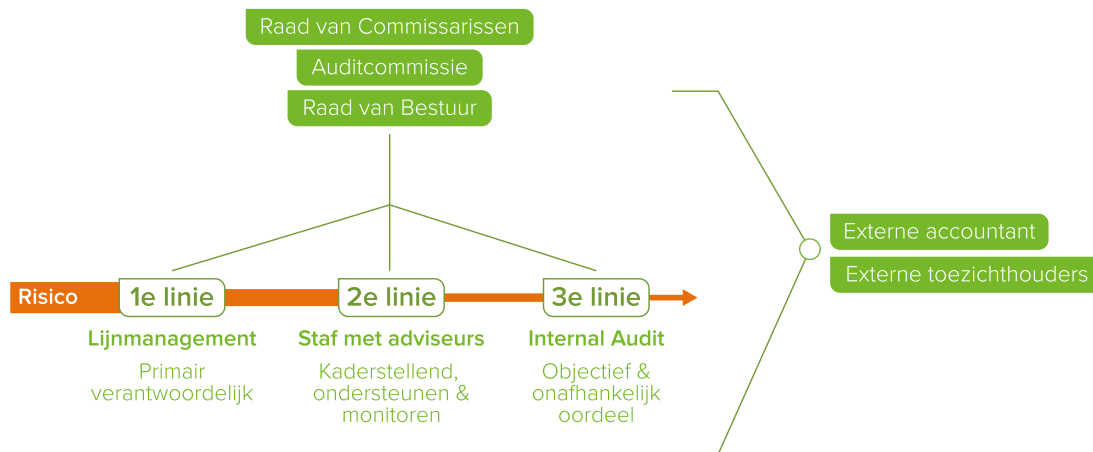 Raad van Commissarissen
Auditcommissie
Raad van Bestuur
Externe accountant
Externe toezichthouders
Risico
1e linie
2e linie
3e linie
Lijnmanagement
Primair
verantwoordelijk
Staf met adviseurs
Kaderstellend,
ondersteunen &
monitoren
Internal Audit
Objectief &
onafhankelijk
oordeel